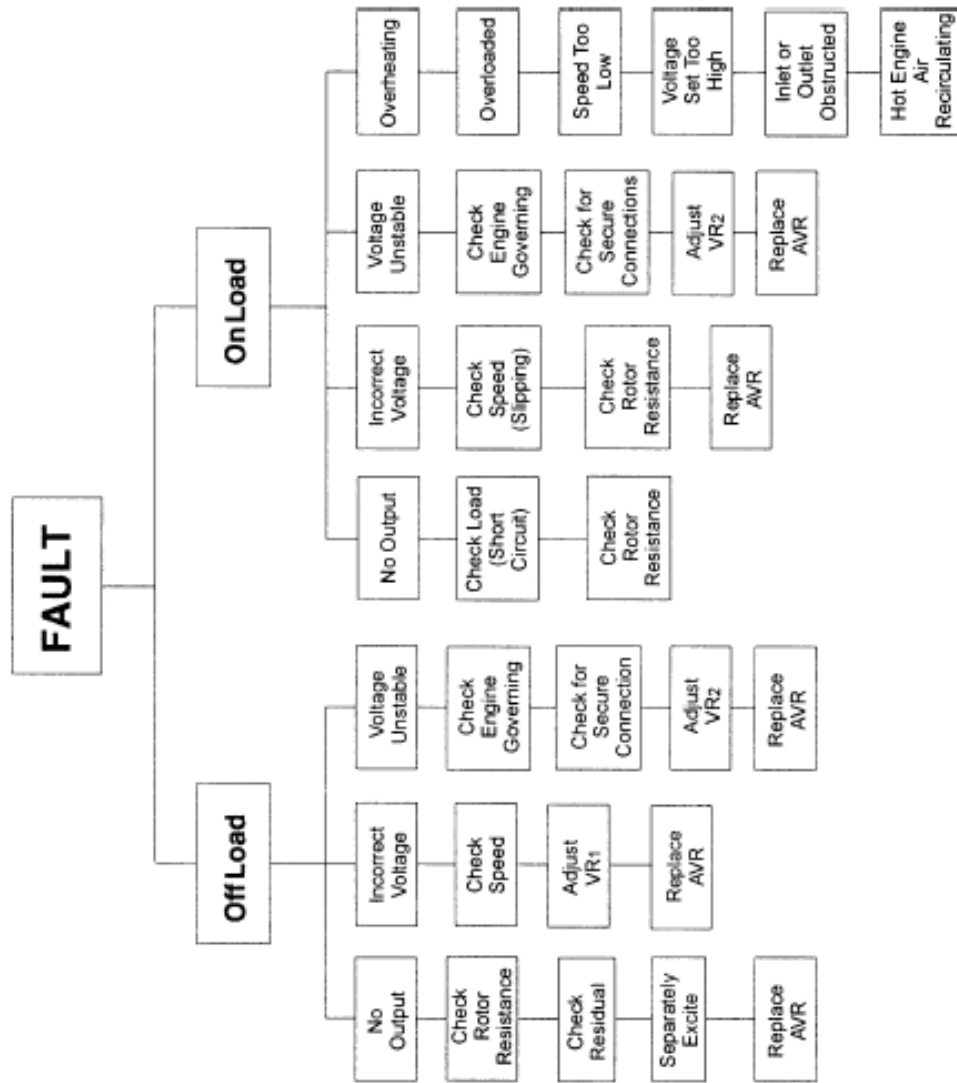 FAULT
Off Load
On Load
No
Output
Check
Rotor
Resistance
Check
Residual
Separately
Excite
Replace
AVR
Incorrect
Voltage
Check
Speed
Adjust
VR1
Replace
AVR
Voltage
Unstable
Check
Engine
Governing
Check for
Secure
Connection
Adjust
VR2
Replace
AVR
No Output
Check Load
(Short
Circuit)
Check
Rotor
Resistance
Incorrect
Voltage
Check
Speed
(Slipping)
Check
Rotor
Resistance
Replace
AVR
Voltage
Unstable
Check
Engine
Governing
Check for
Secure
Connections
Adjust
VR2
Replace
AVR
Overheating
Overloaded
Speed Too
Low
Voltage
Set Too
High
Inlet or
Outlet
Obstructed
Hot Engine
Air
Recirculating